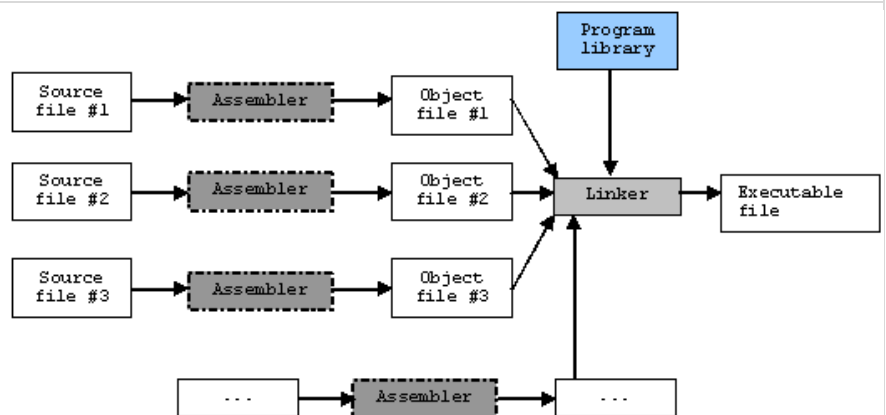 Program
library
Source
file #1
Assembler
Object
file #1
Source
file #2
Assembler
Object
file #2
Linker
Executable
file
Source
file #3
Assembler
Object
file #3
...
Assembler
...